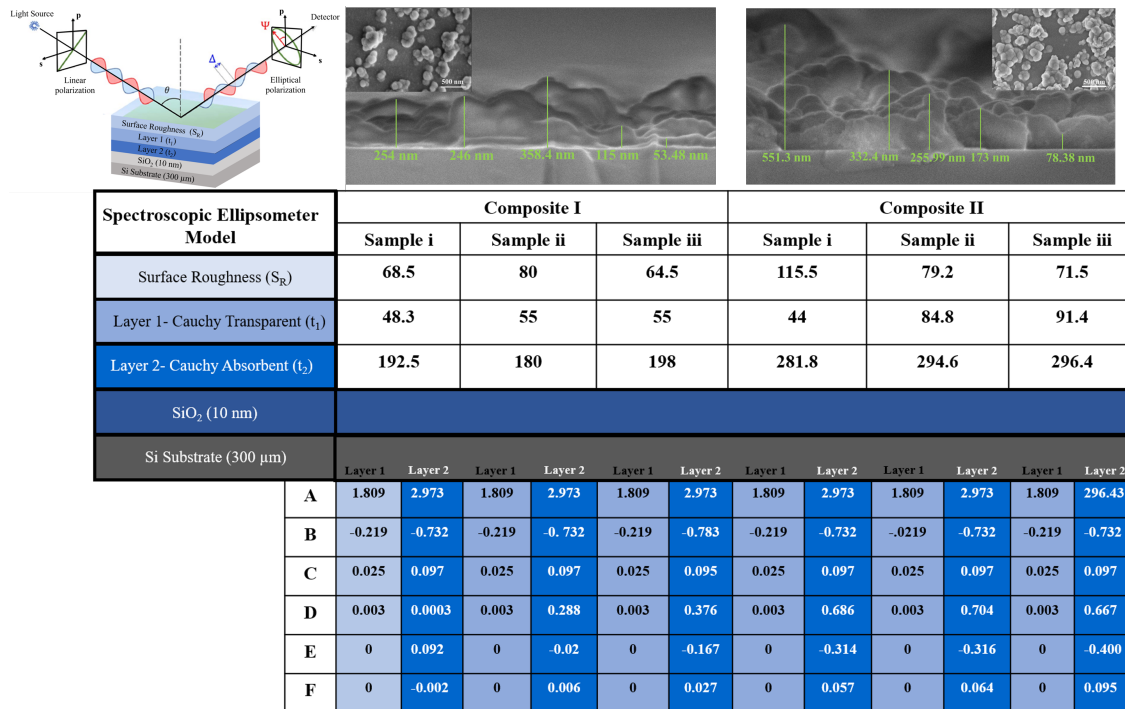 Light Source
p
s
Linear
polarization
θ
Δ
Ψ
p
s
Detector
Elliptical
polarization
Surface Roughness (SR)
Layer 1 (t1)
Layer 2 (t2)
SiO2 (10 nm)
Si Substrate (300 µm)
500 nm
254 nm 246 nm 358.4 nm 115 nm 53.48 nm
500 nm
551.3 nm 332.4 nm 255.99 nm 173 nm 78.38 nm
Spectroscopic Ellipsometer Model
Composite I Composite II
Sample i Sample ii Sample iii Sample i Sample ii Sample iii
Surface Roughness (SR) 68.5 80 64.5 115.5 79.2 71.5
Layer 1- Cauchy Transparent (t1) 48.3 55 55 44 84.8 91.4
Layer 2- Cauchy Absorbent (t2) 192.5 180 198 281.8 294.6 296.4
SiO2 (10 nm)
Si Substrate (300 µm)
Layer 1 Layer 2 Layer 1 Layer 2 Layer 1 Layer 2 Layer 1 Layer 2 Layer 1 Layer 2 Layer 1 Layer 2
A 1.809 2.973 1.809 2.973 1.809 2.973 1.809 2.973 1.809 2.973 1.809 296.43
B -0.219 -0.732 -0.219 -0. 732 -0.219 -0.783 -0.219 -0.732 -.0219 -0.732 -0.219 -0.732
C 0.025 0.097 0.025 0.097 0.025 0.095 0.025 0.097 0.025 0.097 0.025 0.097
D 0.003 0.0003 0.003 0.288 0.003 0.376 0.003 0.686 0.003 0.704 0.003 0.667
E 0 0.092 0 -0.02 0 -0.167 0 -0.314 0 -0.316 0 -0.400
F 0 -0.002 0 0.006 0 0.027 0 0.057 0 0.064 0 0.095